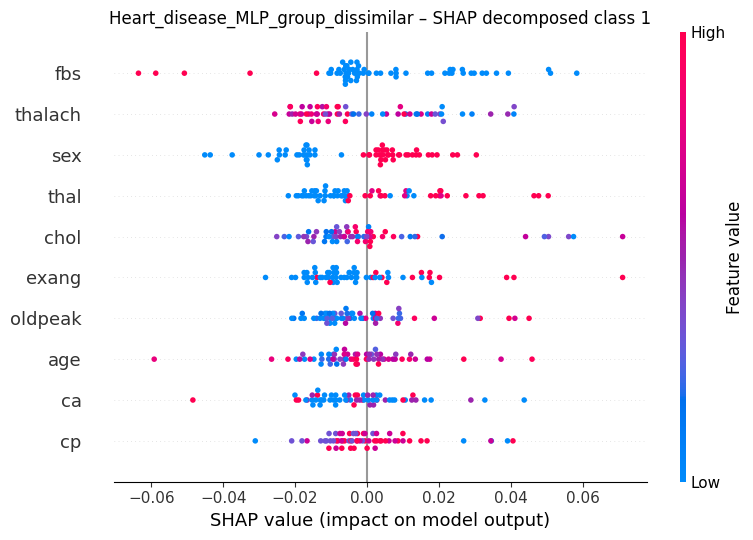 Heart_disease_MLP_group_dissimilar – SHAP decomposed class 1
High
fbs
thalach
sex
thal
chol
exang
oldpeak
age
ca
cp
Feature value
Low
−0.06 −0.04 −0.02 0.00 0.02 0.04 0.06
SHAP value (impact on model output)